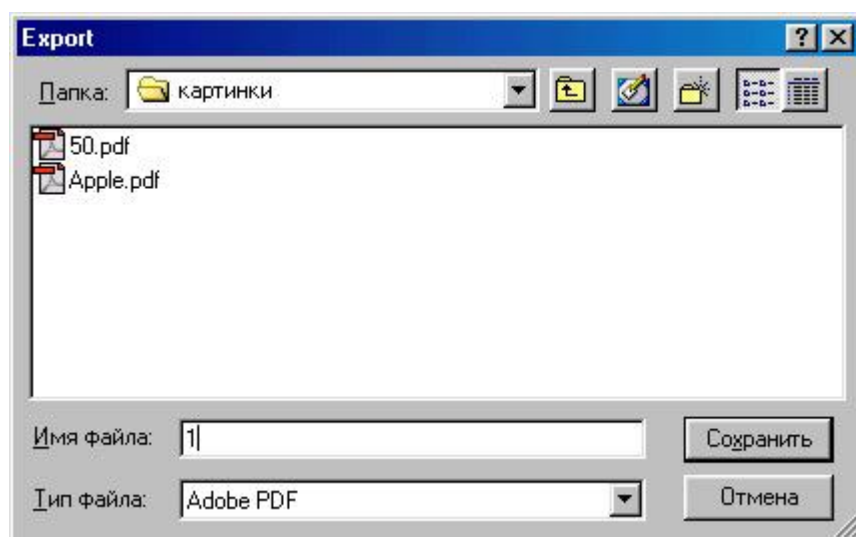 Export
Папка: картинки
50.pdf
Apple.pdf
Имя файла: 1
Сохранить
Тип файла: Adobe PDF
Отмена